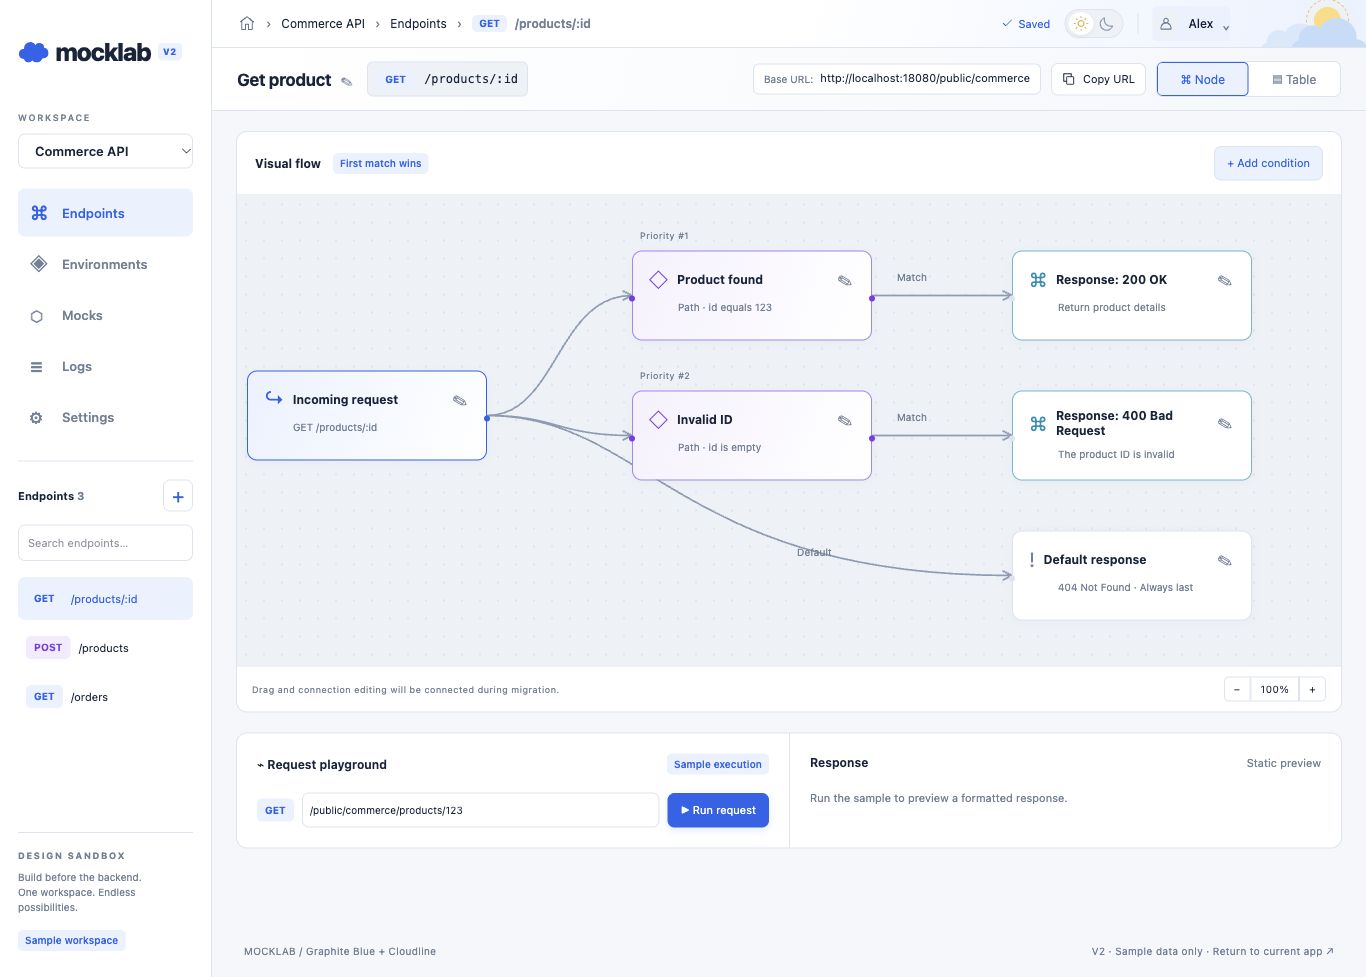 mocklab V2
WORKSPACE
Commerce API
Endpoints
Environments
Mocks
Logs
Settings
Endpoints 3
+
Search endpoints...
GET /products/:id
POST /products
GET /orders
DESIGN SANDBOX
Build before the backend.
One workspace. Endless
possibilities.
Sample workspace
Commerce API › Endpoints › GET /products/:id
✓ Saved
Alex
Get product
GET /products/:id
Base URL: http://localhost:18080/public/commerce
Copy URL
⌘ Node
Table
Visual flow
First match wins
+ Add condition
Priority #1
Product found
Path · id equals 123
Match
Response: 200 OK
Return product details
Incoming request
GET /products/:id
Priority #2
Invalid ID
Path · id is empty
Match
Response: 400 Bad
Request
The product ID is invalid
Default
! Default response
404 Not Found · Always last
Drag and connection editing will be connected during migration.
− 100% +
Request playground
Sample execution
GET /public/commerce/products/123
▶ Run request
Response
Static preview
Run the sample to preview a formatted response.
MOCKLAB / Graphite Blue + Cloudline
V2 · Sample data only · Return to current app ↗